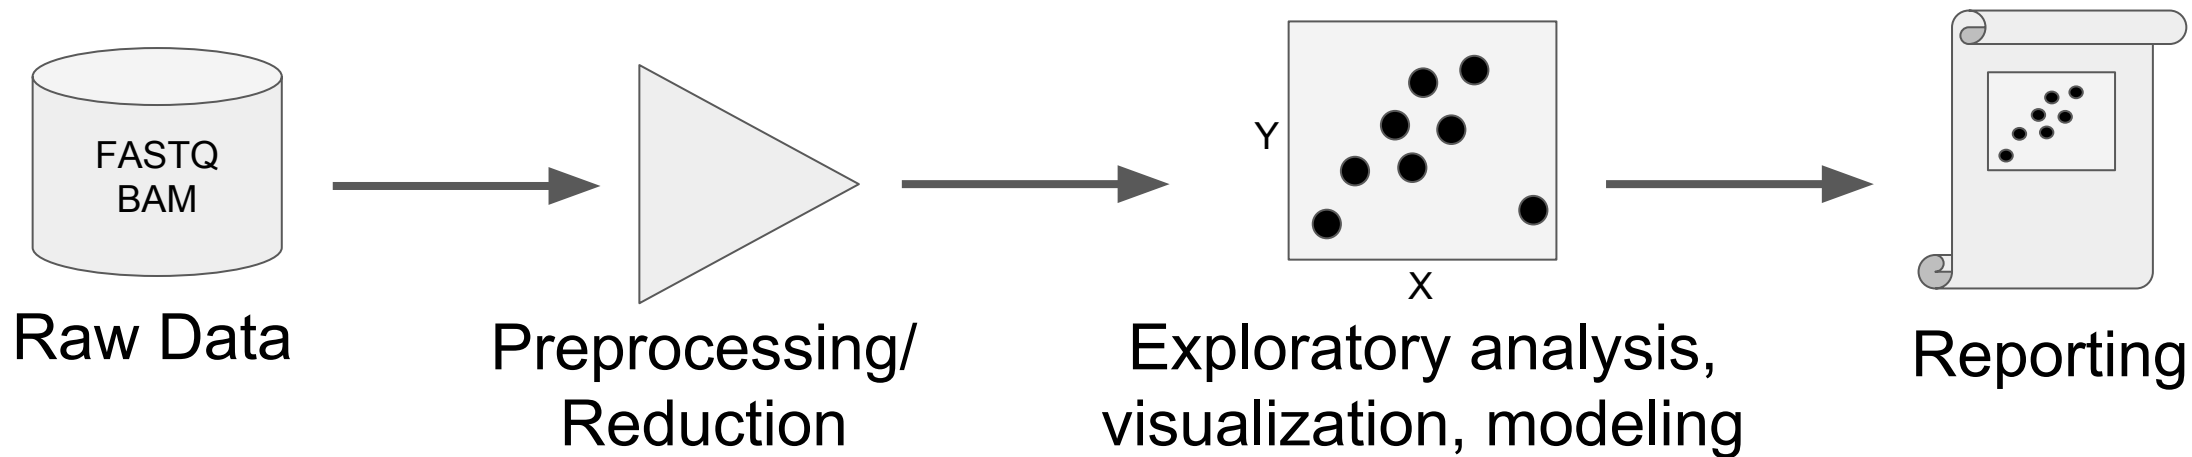 FASTQ
BAM
Raw Data
Preprocessing/
Reduction
Y
X
Exploratory analysis,
visualization, modeling
Reporting